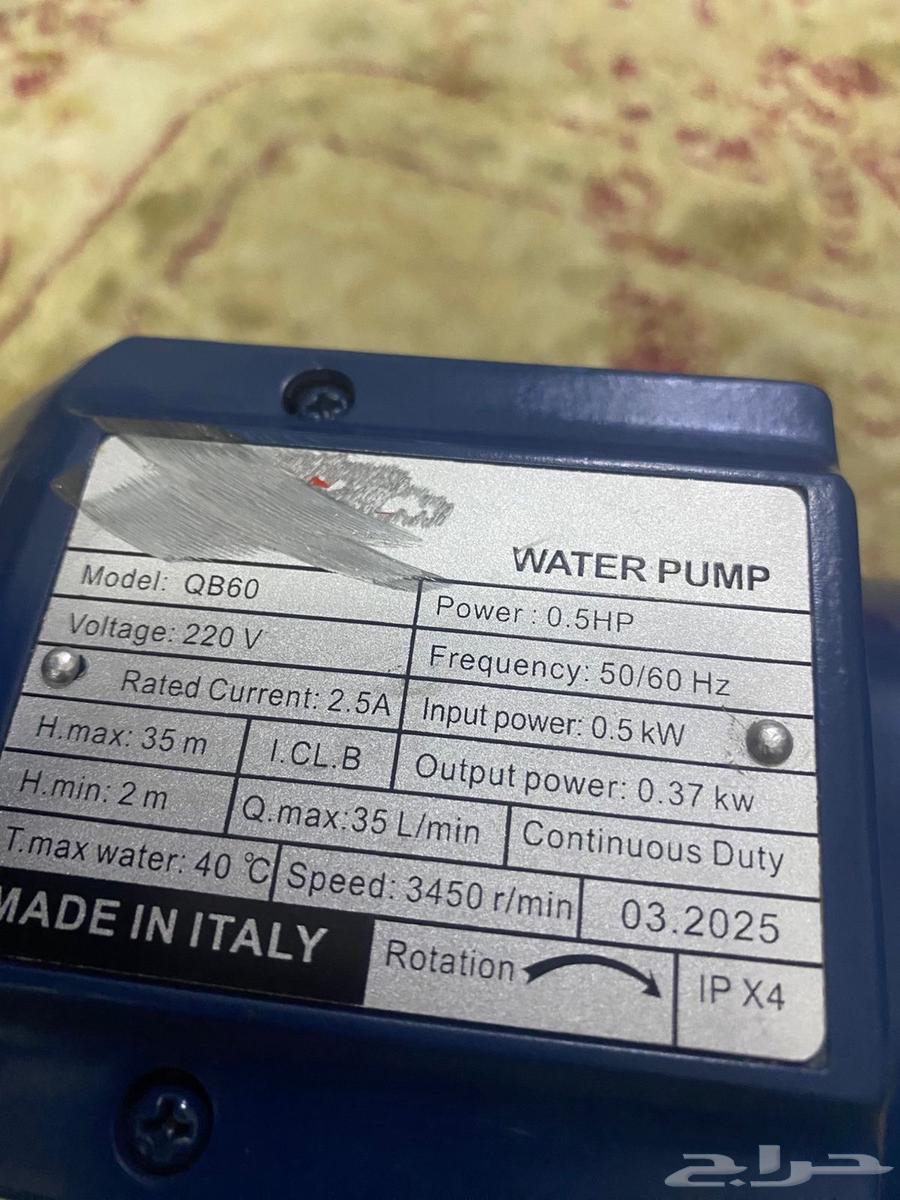 WATER PUMP
Model: QB60
Power : 0.5HP
Voltage: 220 V
Frequency: 50/60 Hz
Rated Current: 2.5A
Input power: 0.5 kW
H.max: 35 m
I.CL.B
Output power: 0.37 kw
H.min: 2 m
Q.max:35 L/min
Continuous Duty
T.max water: 40 ℃
Speed: 3450 r/min
03.2025
MADE IN ITALY
Rotation
IP X4
حراج